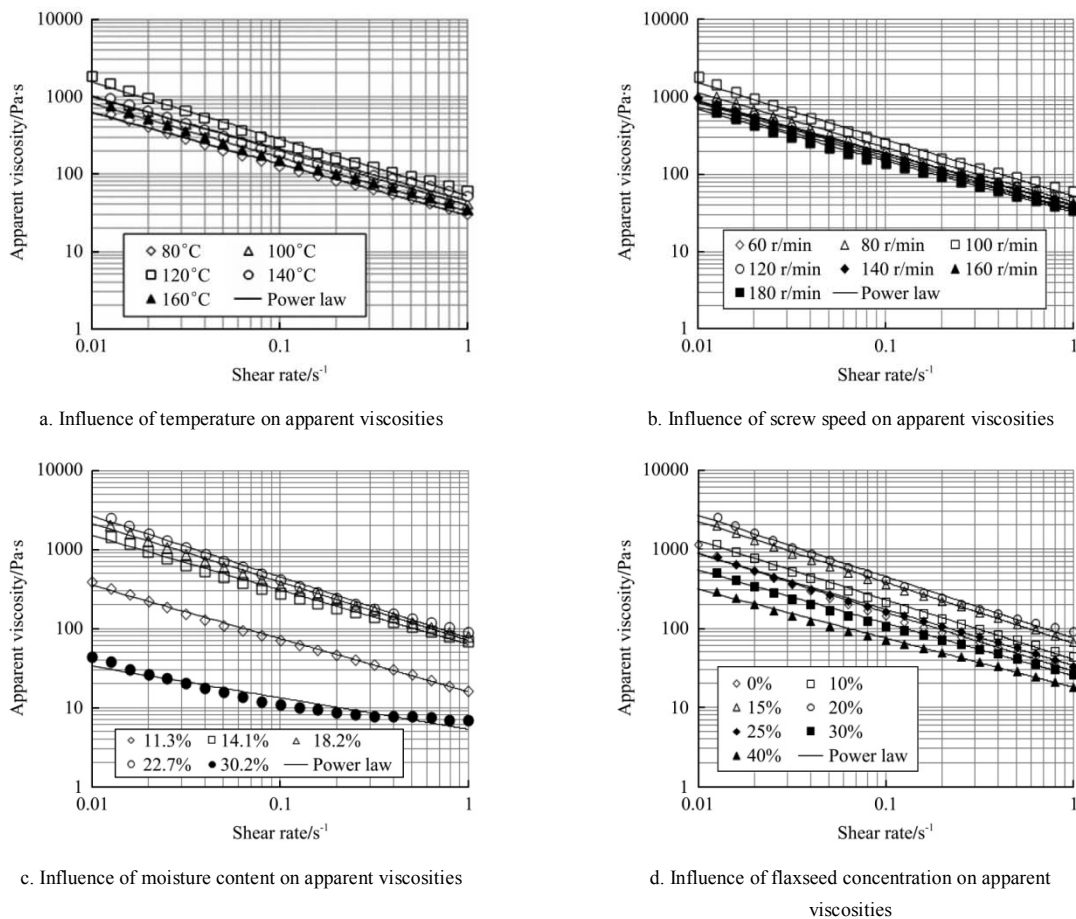 10000
1000
100
10
1
Apparent viscosity/Pa·s
80°C 100°C
120°C 140°C
160°C Power law
0.01 0.1 1
Shear rate/s⁻¹
a. Influence of temperature on apparent viscosities
10000
1000
100
10
1
Apparent viscosity/Pa·s
60 r/min 80 r/min 100 r/min
120 r/min 140 r/min 160 r/min
180 r/min Power law
0.01 0.1 1
Shear rate/s⁻¹
b. Influence of screw speed on apparent viscosities
10000
1000
100
10
1
Apparent viscosity/Pa·s
11.3% 14.1% 18.2%
22.7% 30.2% Power law
0.01 0.1 1
Shear rate/s⁻¹
c. Influence of moisture content on apparent viscosities
10000
1000
100
10
1
Apparent viscosity/Pa·s
0% 10%
15% 20%
25% 30%
40% Power law
0.01 0.1 1
Shear rate/s⁻¹
d. Influence of flaxseed concentration on apparent
viscosities